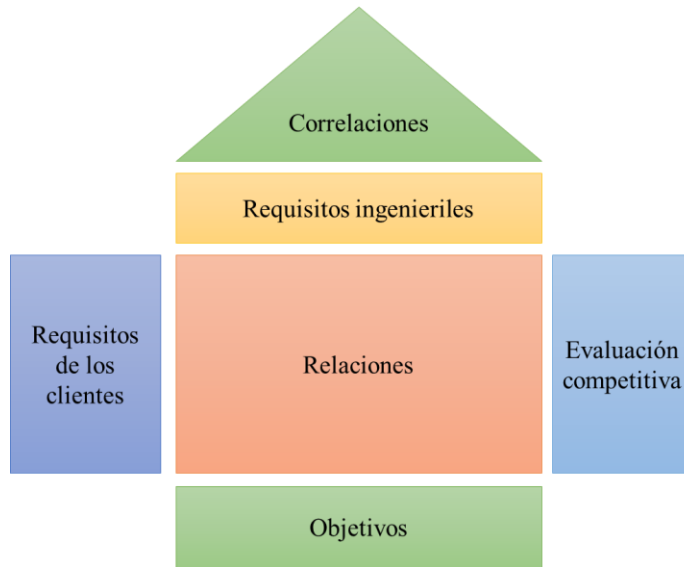 Correlaciones
Requisitos ingenieriles
Requisitos
de los
clientes
Relaciones
Evaluación
competitiva
Objetivos